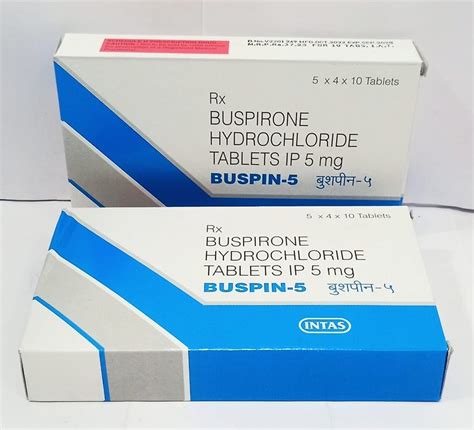 5 x 4 x 10 Tablets
Rx
BUSPIRONE
HYDROCHLORIDE
TABLETS IP 5 mg
BUSPIN-5 बुशपीन-५
5 x 4 x 10 Tablets
Rx
BUSPIRONE
HYDROCHLORIDE
TABLETS IP 5 mg
BUSPIN-5 बुशपीन-५
INTAS